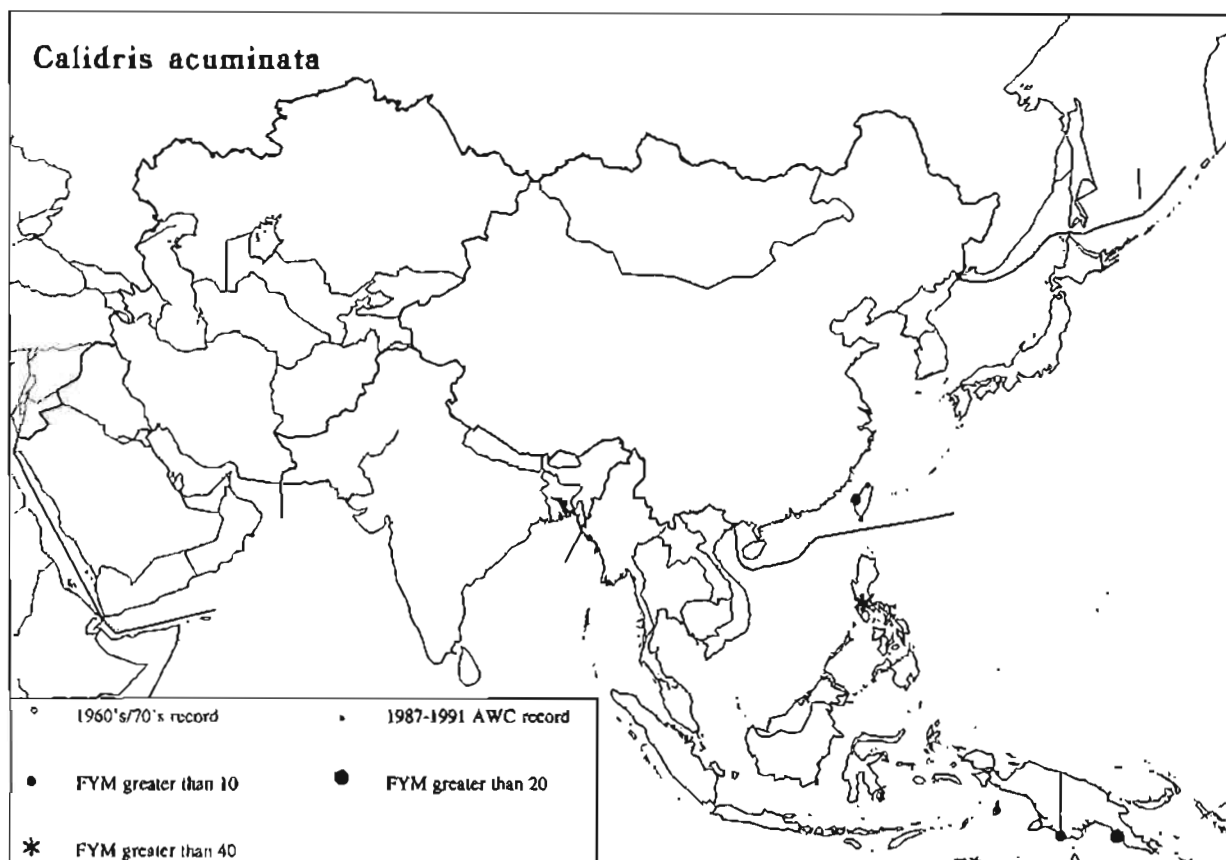 Calidris acuminata
1960's/70's record
1987-1991 AWC record
FYM greater than 10
FYM greater than 20
FYM greater than 40